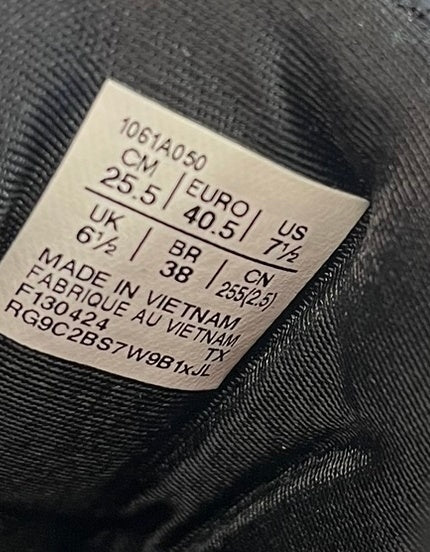 1061A050
CM | EURO | US
25.5 | 40.5 | 7½
UK | BR | CN
6½ | 38 | 255(2.5)
MADE IN VIETNAM
FABRIQUE AU VIETNAM
F130424 TX
RG9C2BS7W9B1xJL